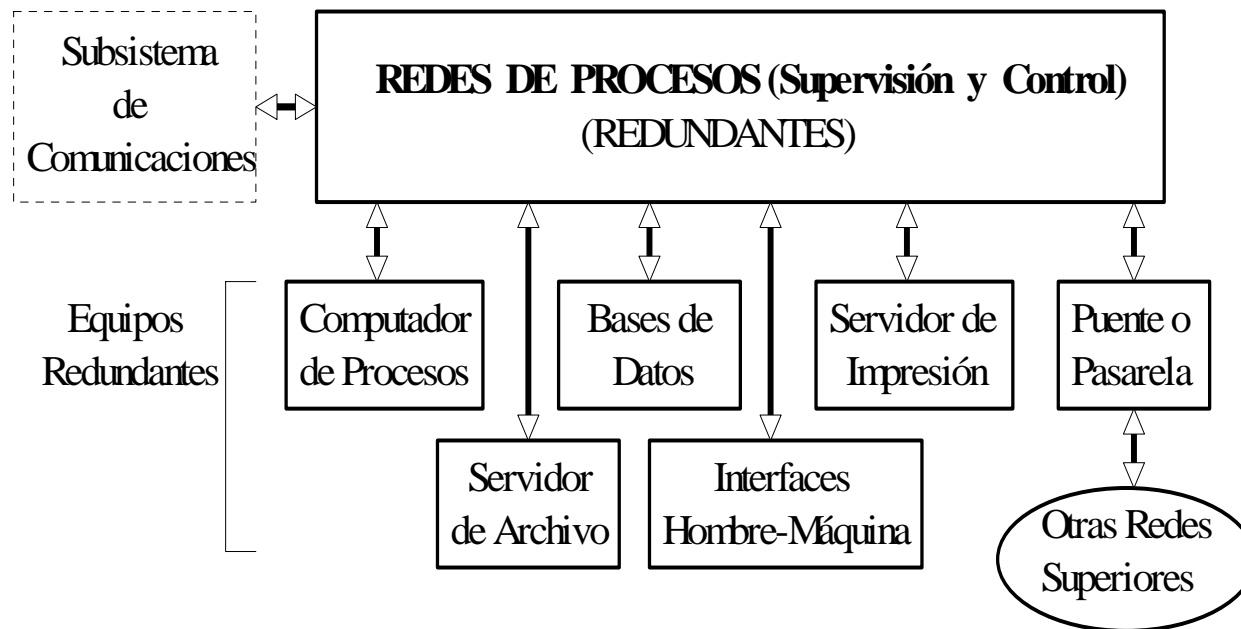 Subsistema
de
Comunicaciones
REDES DE PROCESOS (Supervisión y Control)
(REDUNDANTES)
Equipos
Redundantes
Computador
de Procesos
Bases de
Datos
Servidor de
Impresión
Puente o
Pasarela
Servidor
de Archivo
Interfaces
Hombre-Máquina
Otras Redes
Superiores